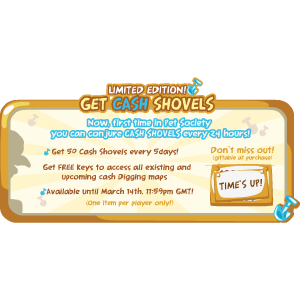 LIMITED EDITION!
GET CASH SHOVELS
Now, first time in Pet Society
you can conjure CASH SHOVELS every 24 hours!
Get 50 Cash Shovels every 5days!
Don't miss out!
(giftable at purchase)
Get FREE Keys to access all existing and
upcoming cash Digging maps
TIME'S UP!
Available until March 14th, 11:59pm GMT!
(One item per player only!)